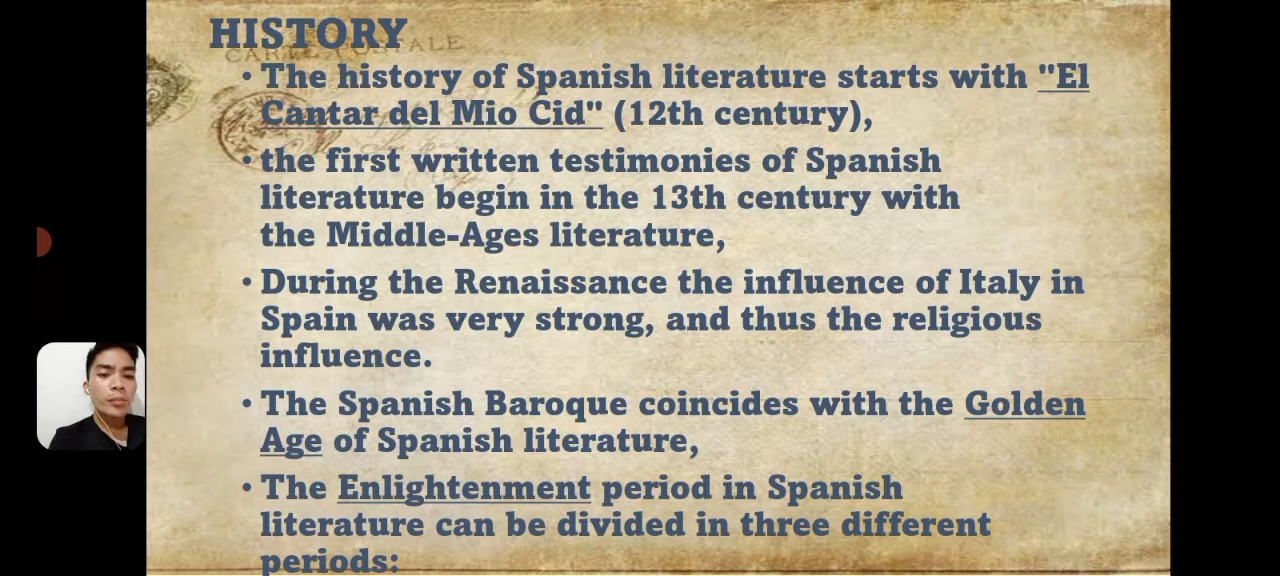 HISTORY
CARTE POSTALE
• The history of Spanish literature starts with "El
Cantar del Mio Cid" (12th century),
• the first written testimonies of Spanish
literature begin in the 13th century with
the Middle-Ages literature,
• During the Renaissance the influence of Italy in
Spain was very strong, and thus the religious
influence.
• The Spanish Baroque coincides with the Golden
Age of Spanish literature,
• The Enlightenment period in Spanish
literature can be divided in three different
periods: